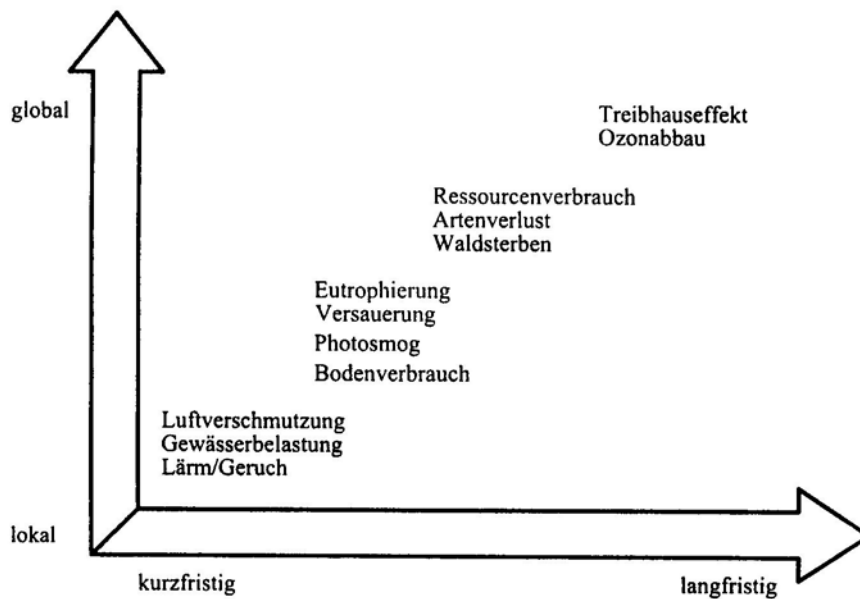 global
Treibhauseffekt
Ozonabbau
Ressourcenverbrauch
Artenverlust
Waldsterben
Eutrophierung
Versauerung
Photosmog
Bodenverbrauch
Luftverschmutzung
Gewässerbelastung
Lärm/Geruch
lokal
kurzfristig
langfristig